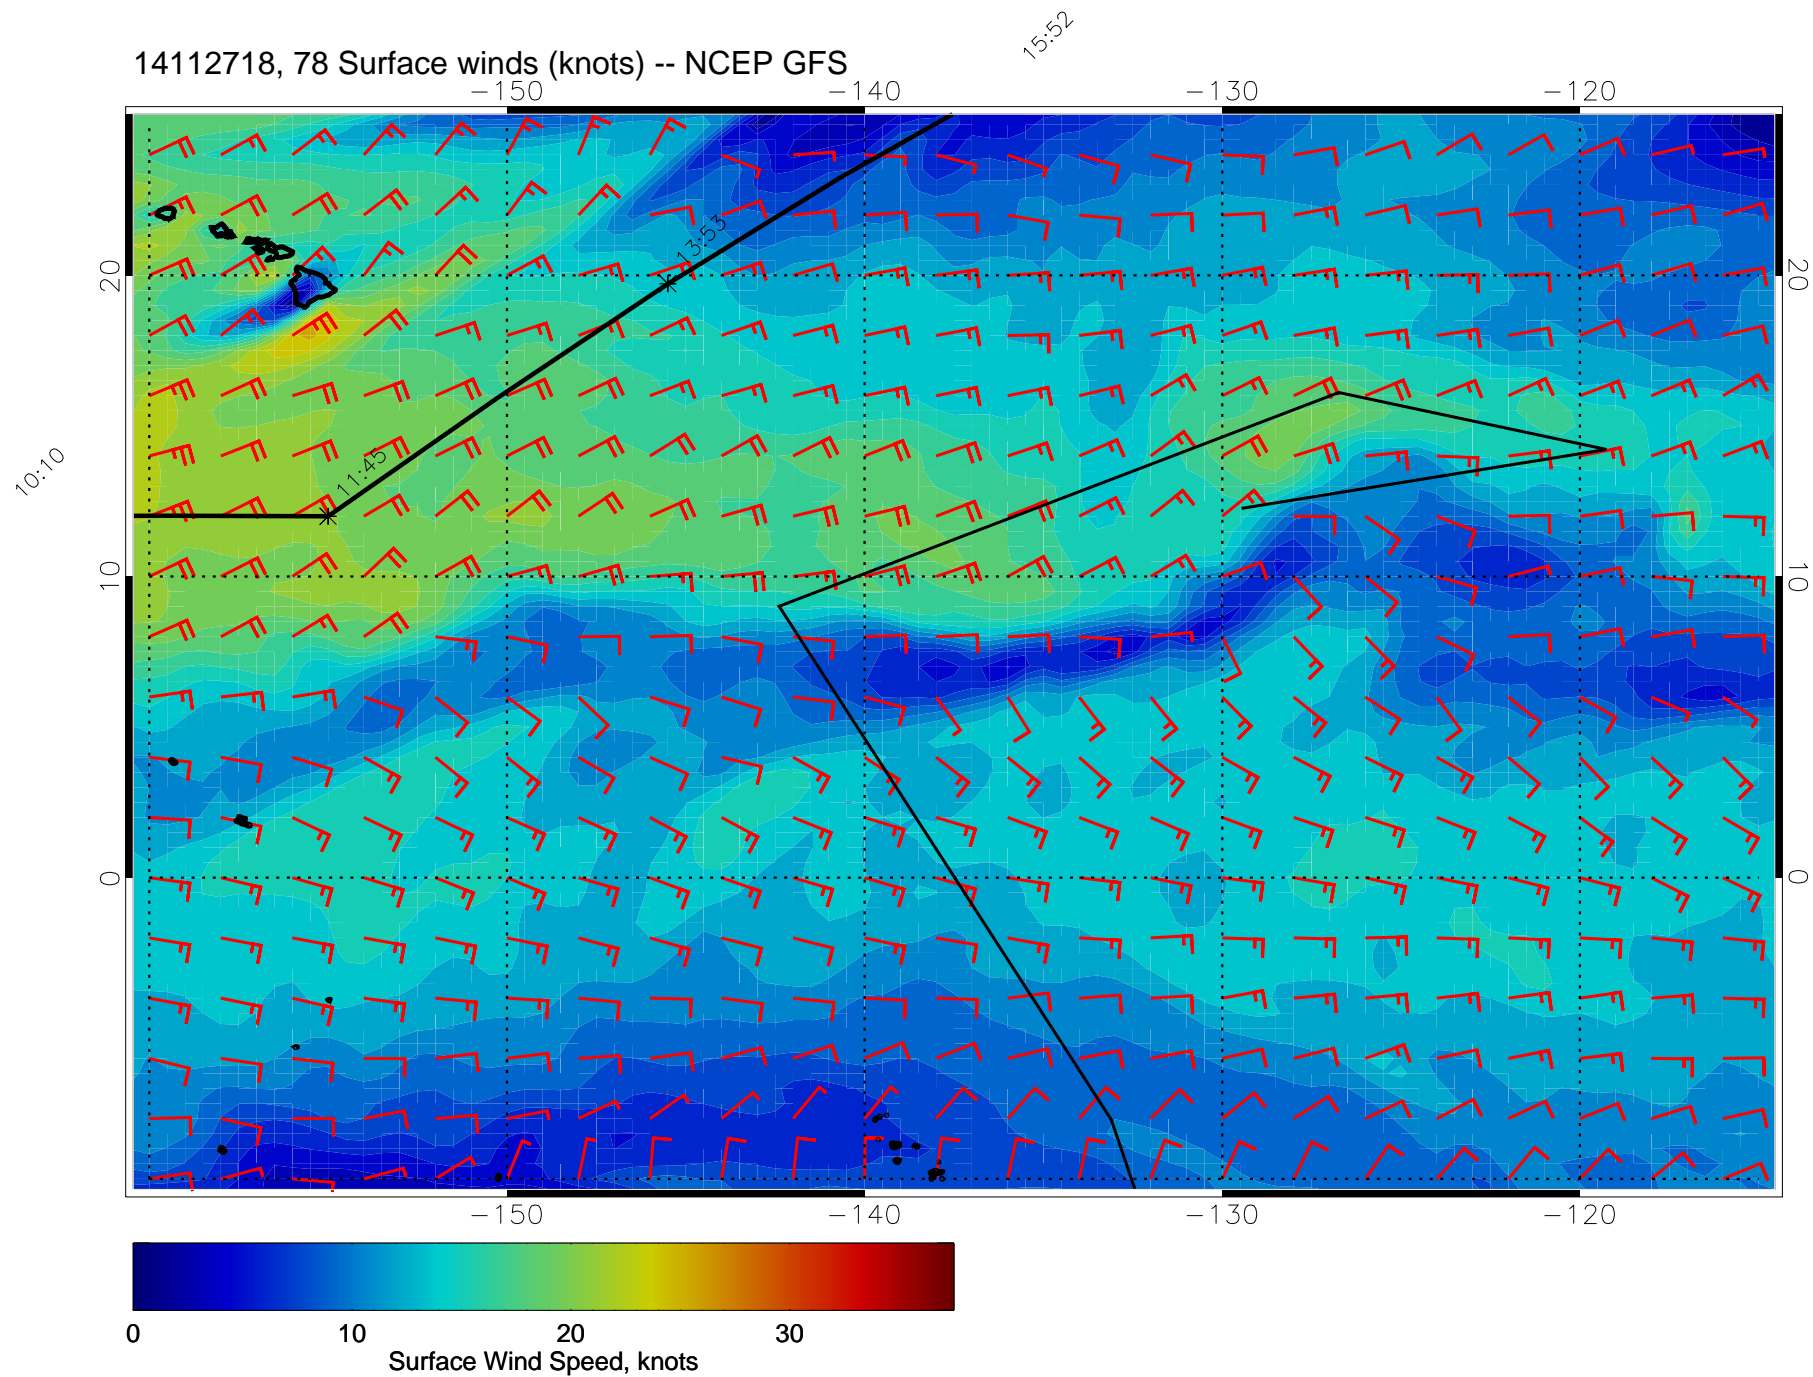 15:52
14112718, 78 Surface winds (knots) -- NCEP GFS
−150 −140 −130 −120
13:53
20 20
10:10
11:45
10 10
0 0
−150 −140 −130 −120
0 10 20 30
Surface Wind Speed, knots